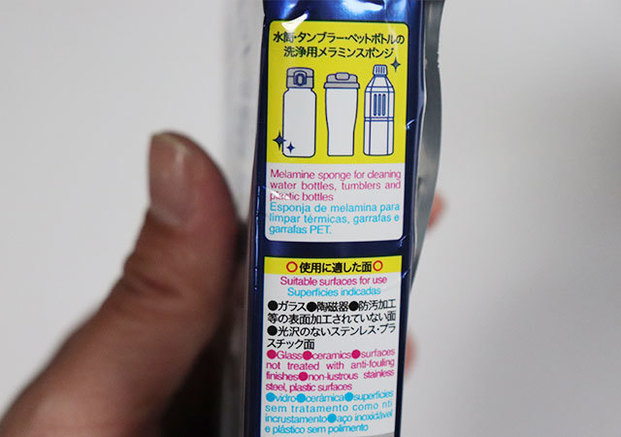 水筒・タンブラー・ペットボトルの
洗浄用メラミンスポンジ
Melamine sponge for cleaning
water bottles, tumblers and
plastic bottles
Esponja de melamina para
limpar térmicas, garrafas e
garrafas PET.
○使用に適した面○
Suitable surfaces for use
Superfícies indicadas
●ガラス●陶磁器●防汚加工
等の表面加工されていない面
●光沢のないステンレス・プラ
スチック面
●Glass●ceramics●surfaces
not treated with anti-fouling
finishes●non-lustrous stainless
steel, plastic surfaces
●vidro●cerâmica●superfícies
sem tratamento como nti
incrustamento●aço inoxidável
e plástico sem polimento